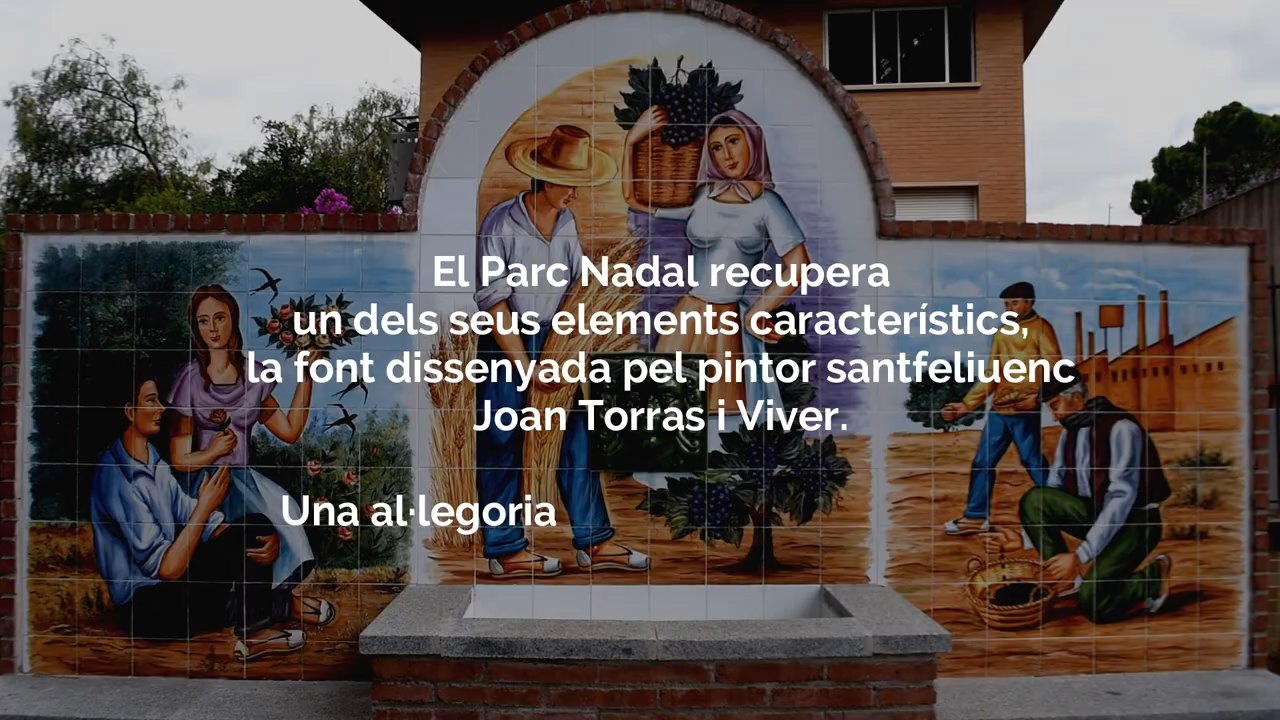 El Parc Nadal recupera
un dels seus elements característics,
la font dissenyada pel pintor santfeliuenc
Joan Torras i Viver.
Una al·legoria